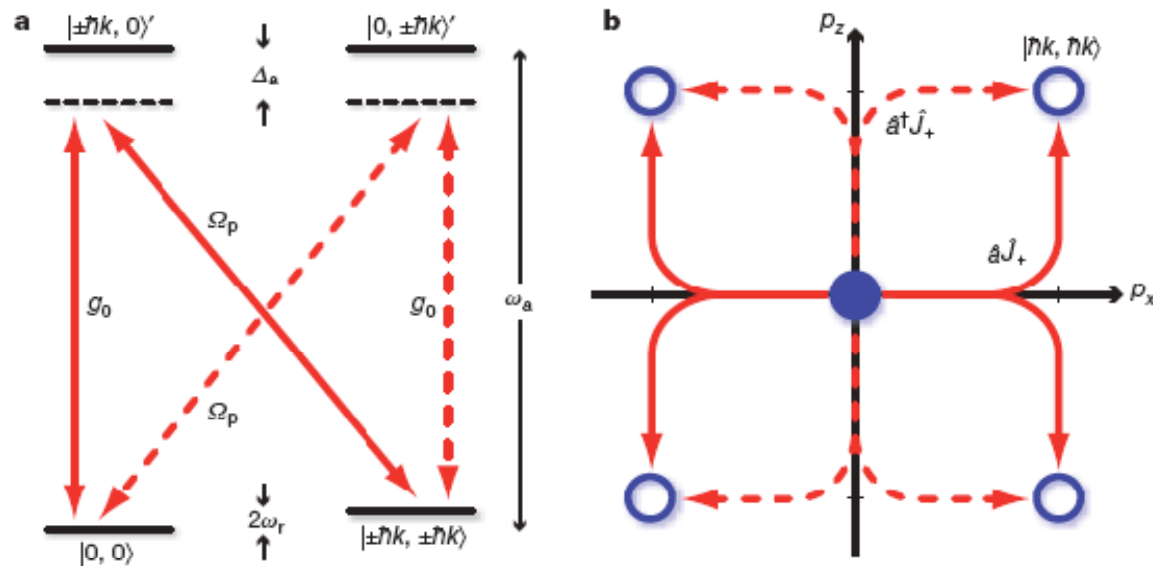 a
|±ħk, 0⟩′
|0, ±ħk⟩′
Δa
Ωp
g0
g0
ωa
Ωp
2ωr
|0, 0⟩
|±ħk, ±ħk⟩
b
pz
|ħk, ħk⟩
â†Ĵ+
âĴ+
px